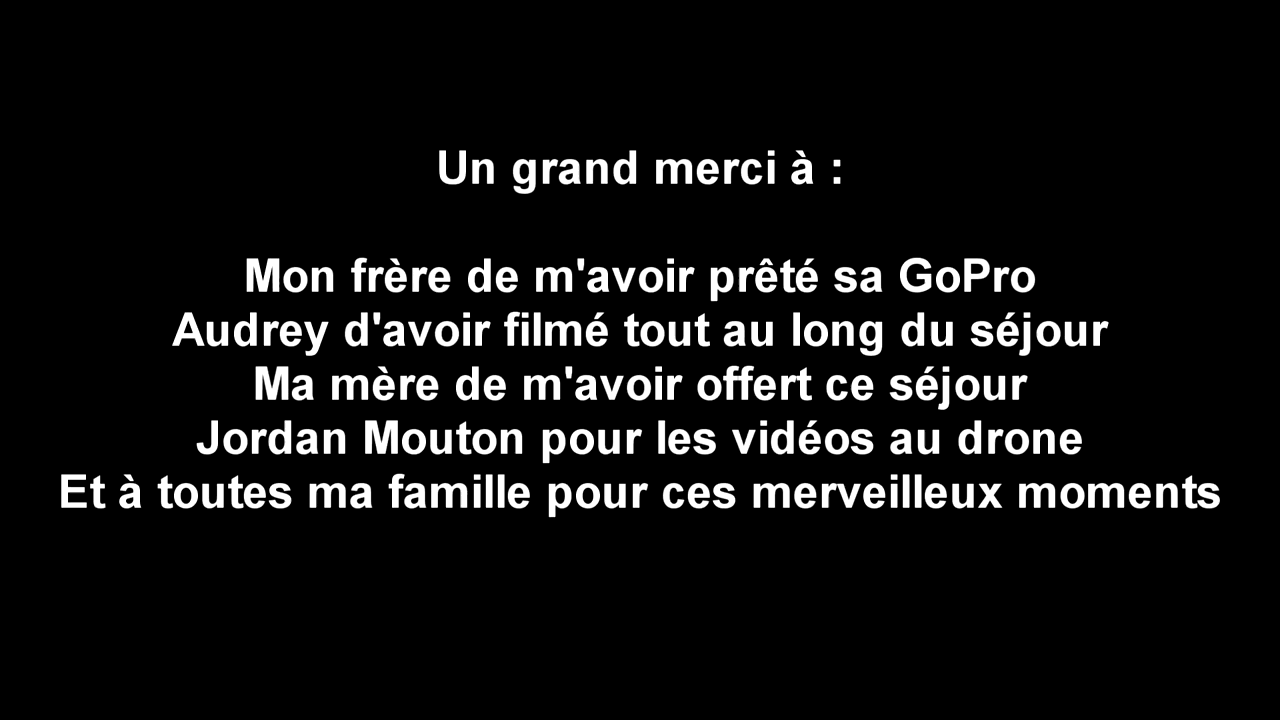 Un grand merci à :
Mon frère de m'avoir prêté sa GoPro
Audrey d'avoir filmé tout au long du séjour
Ma mère de m'avoir offert ce séjour
Jordan Mouton pour les vidéos au drone
Et à toutes ma famille pour ces merveilleux moments